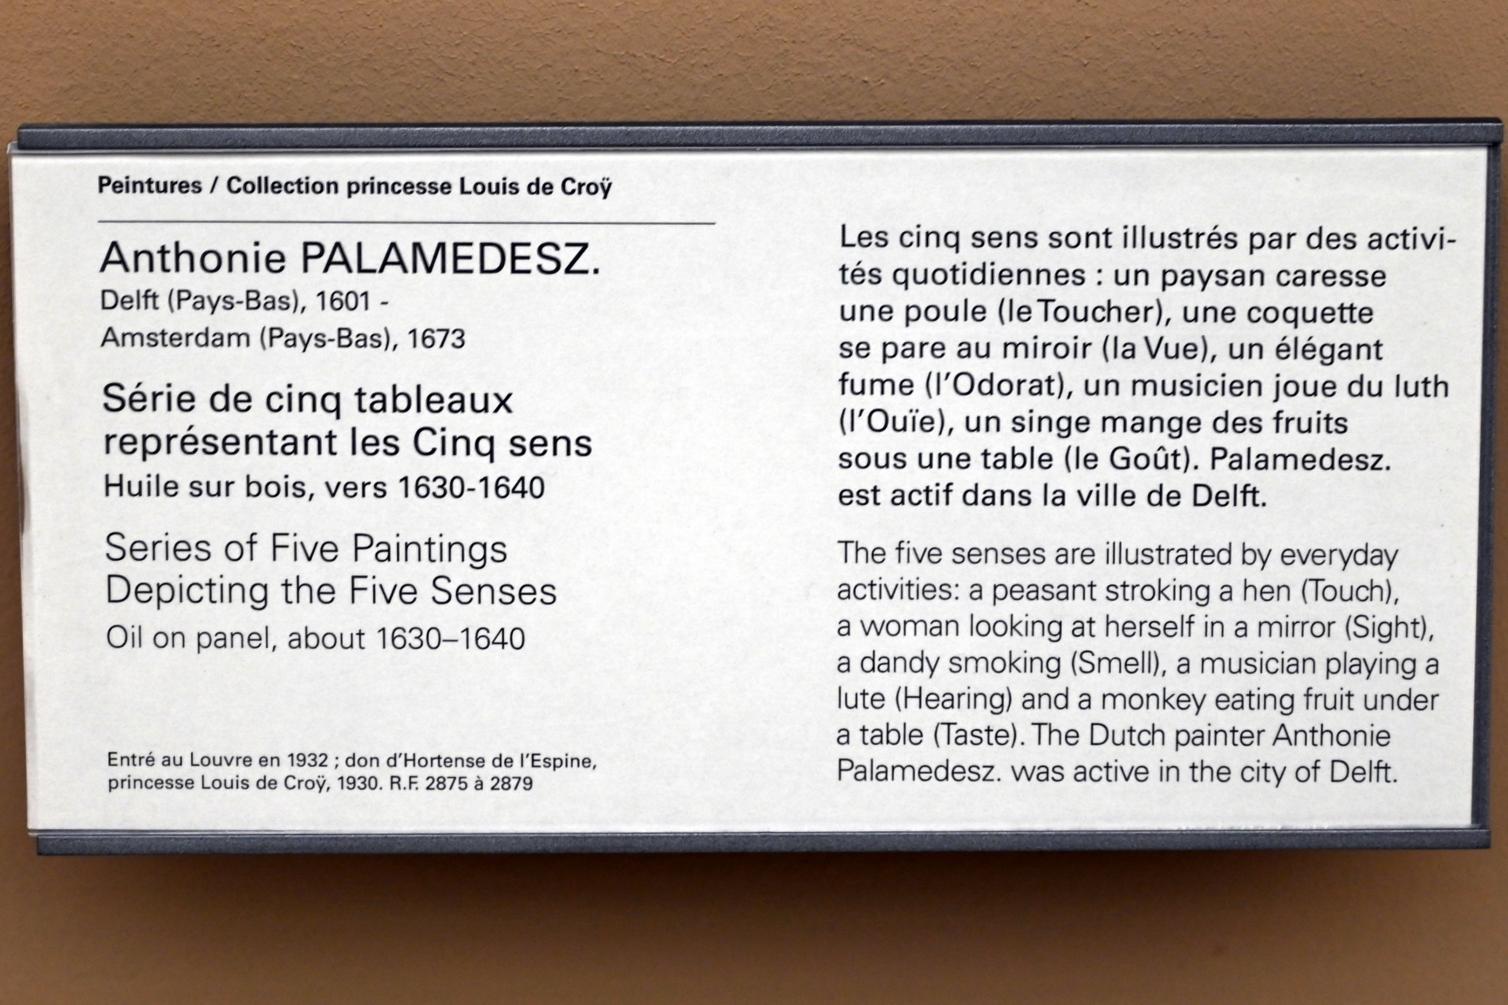 Peintures / Collection princesse Louis de Croÿ
Anthonie PALAMEDESZ.
Delft (Pays-Bas), 1601 -
Amsterdam (Pays-Bas), 1673
Série de cinq tableaux
représentant les Cinq sens
Huile sur bois, vers 1630-1640
Series of Five Paintings
Depicting the Five Senses
Oil on panel, about 1630–1640
Entré au Louvre en 1932 ; don d'Hortense de l'Espine,
princesse Louis de Croÿ, 1930. R.F. 2875 à 2879
Les cinq sens sont illustrés par des activi-
tés quotidiennes : un paysan caresse
une poule (le Toucher), une coquette
se pare au miroir (la Vue), un élégant
fume (l'Odorat), un musicien joue du luth
(l'Ouïe), un singe mange des fruits
sous une table (le Goût). Palamedesz.
est actif dans la ville de Delft.
The five senses are illustrated by everyday
activities: a peasant stroking a hen (Touch),
a woman looking at herself in a mirror (Sight),
a dandy smoking (Smell), a musician playing a
lute (Hearing) and a monkey eating fruit under
a table (Taste). The Dutch painter Anthonie
Palamedesz. was active in the city of Delft.